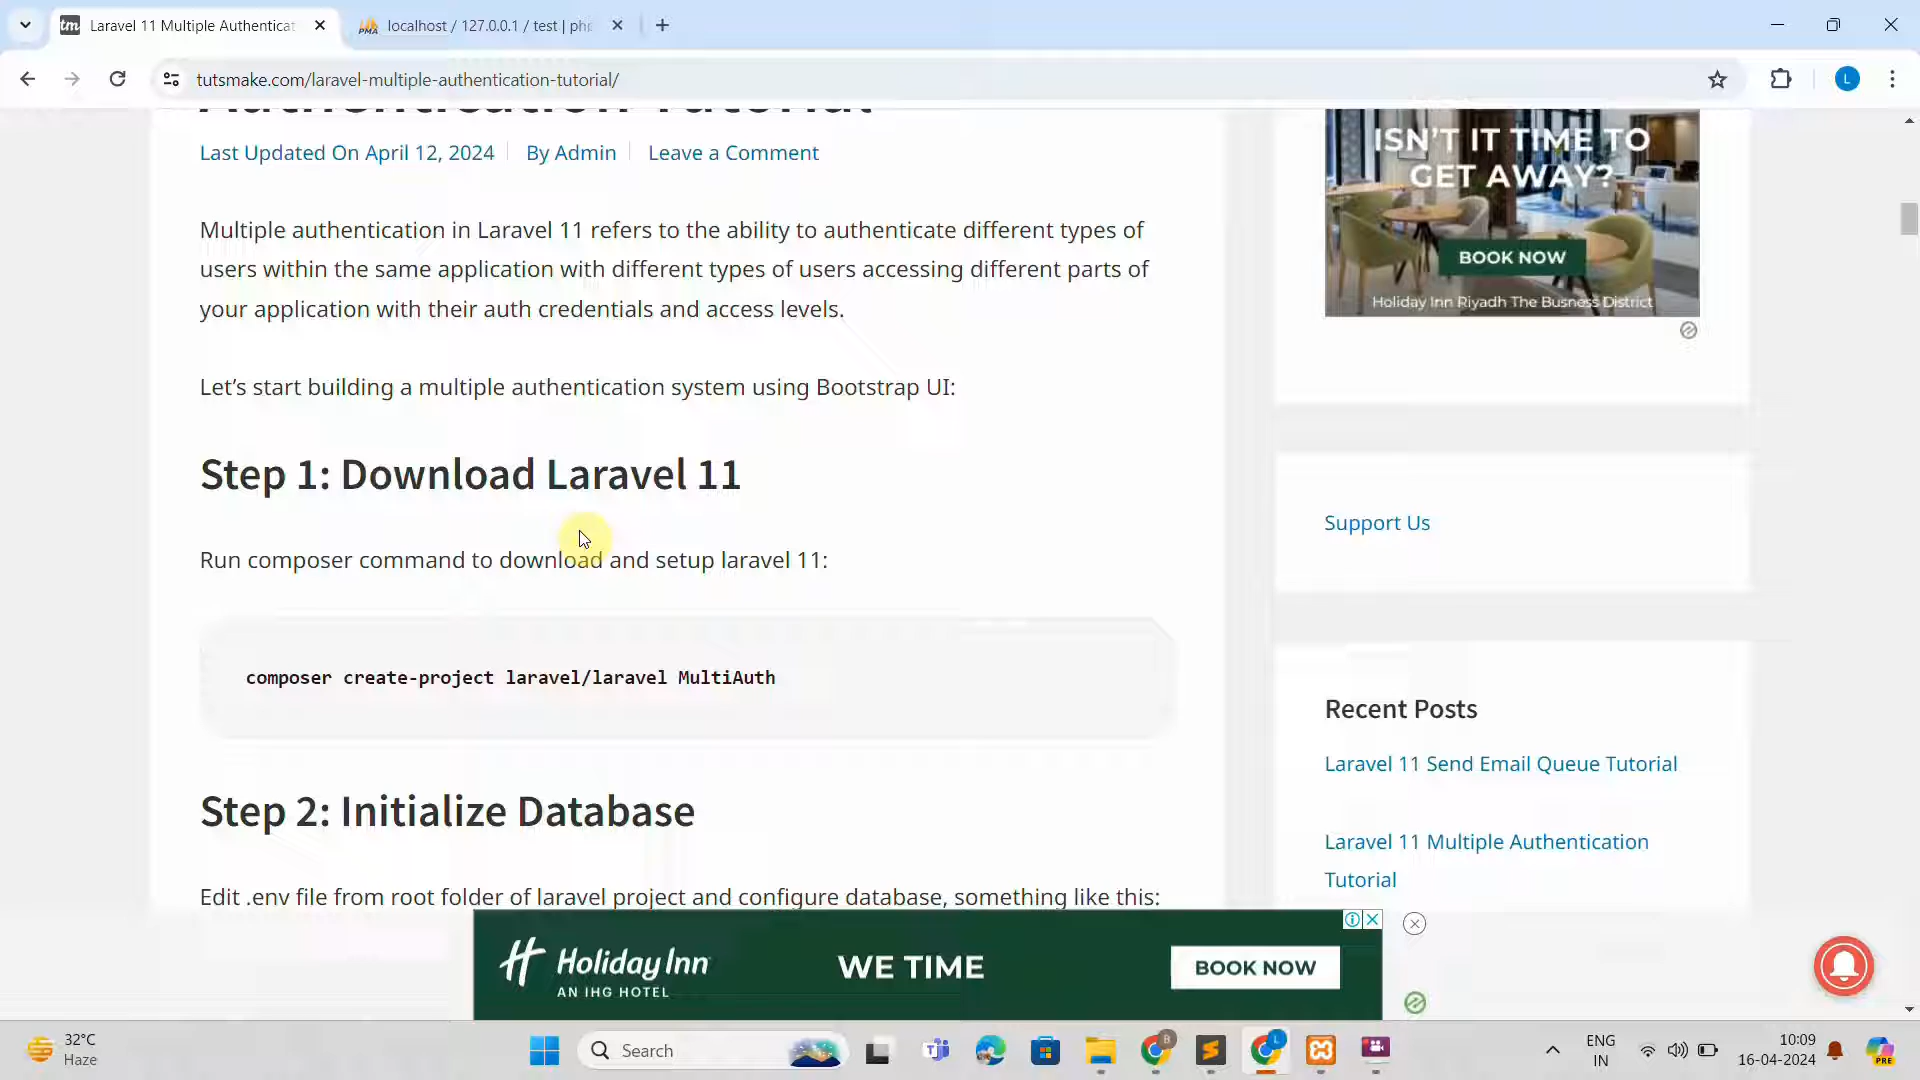 tm
Laravel 11 Multiple Authenticat
PMA
localhost / 127.0.0.1 / test | ph
tutsmake.com/laravel-multiple-authentication-tutorial/
L
Authentication Tutorial
Last Updated On April 12, 2024
By Admin
Leave a Comment
Multiple authentication in Laravel 11 refers to the ability to authenticate different types of
users within the same application with different types of users accessing different parts of
your application with their auth credentials and access levels.
Let's start building a multiple authentication system using Bootstrap UI:
Step 1: Download Laravel 11
Run composer command to download and setup laravel 11:
composer create-project laravel/laravel MultiAuth
Step 2: Initialize Database
Edit .env file from root folder of laravel project and configure database, something like this:
ISN'T IT TIME TO
GET AWAY?
BOOK NOW
Holiday Inn Riyadh The Busness District
Support Us
Recent Posts
Laravel 11 Send Email Queue Tutorial
Laravel 11 Multiple Authentication
Tutorial
H Holiday Inn
AN IHG HOTEL
WE TIME
BOOK NOW
32°C
Haze
Search
B
L
ENG
IN
10:09
16-04-2024
PRE